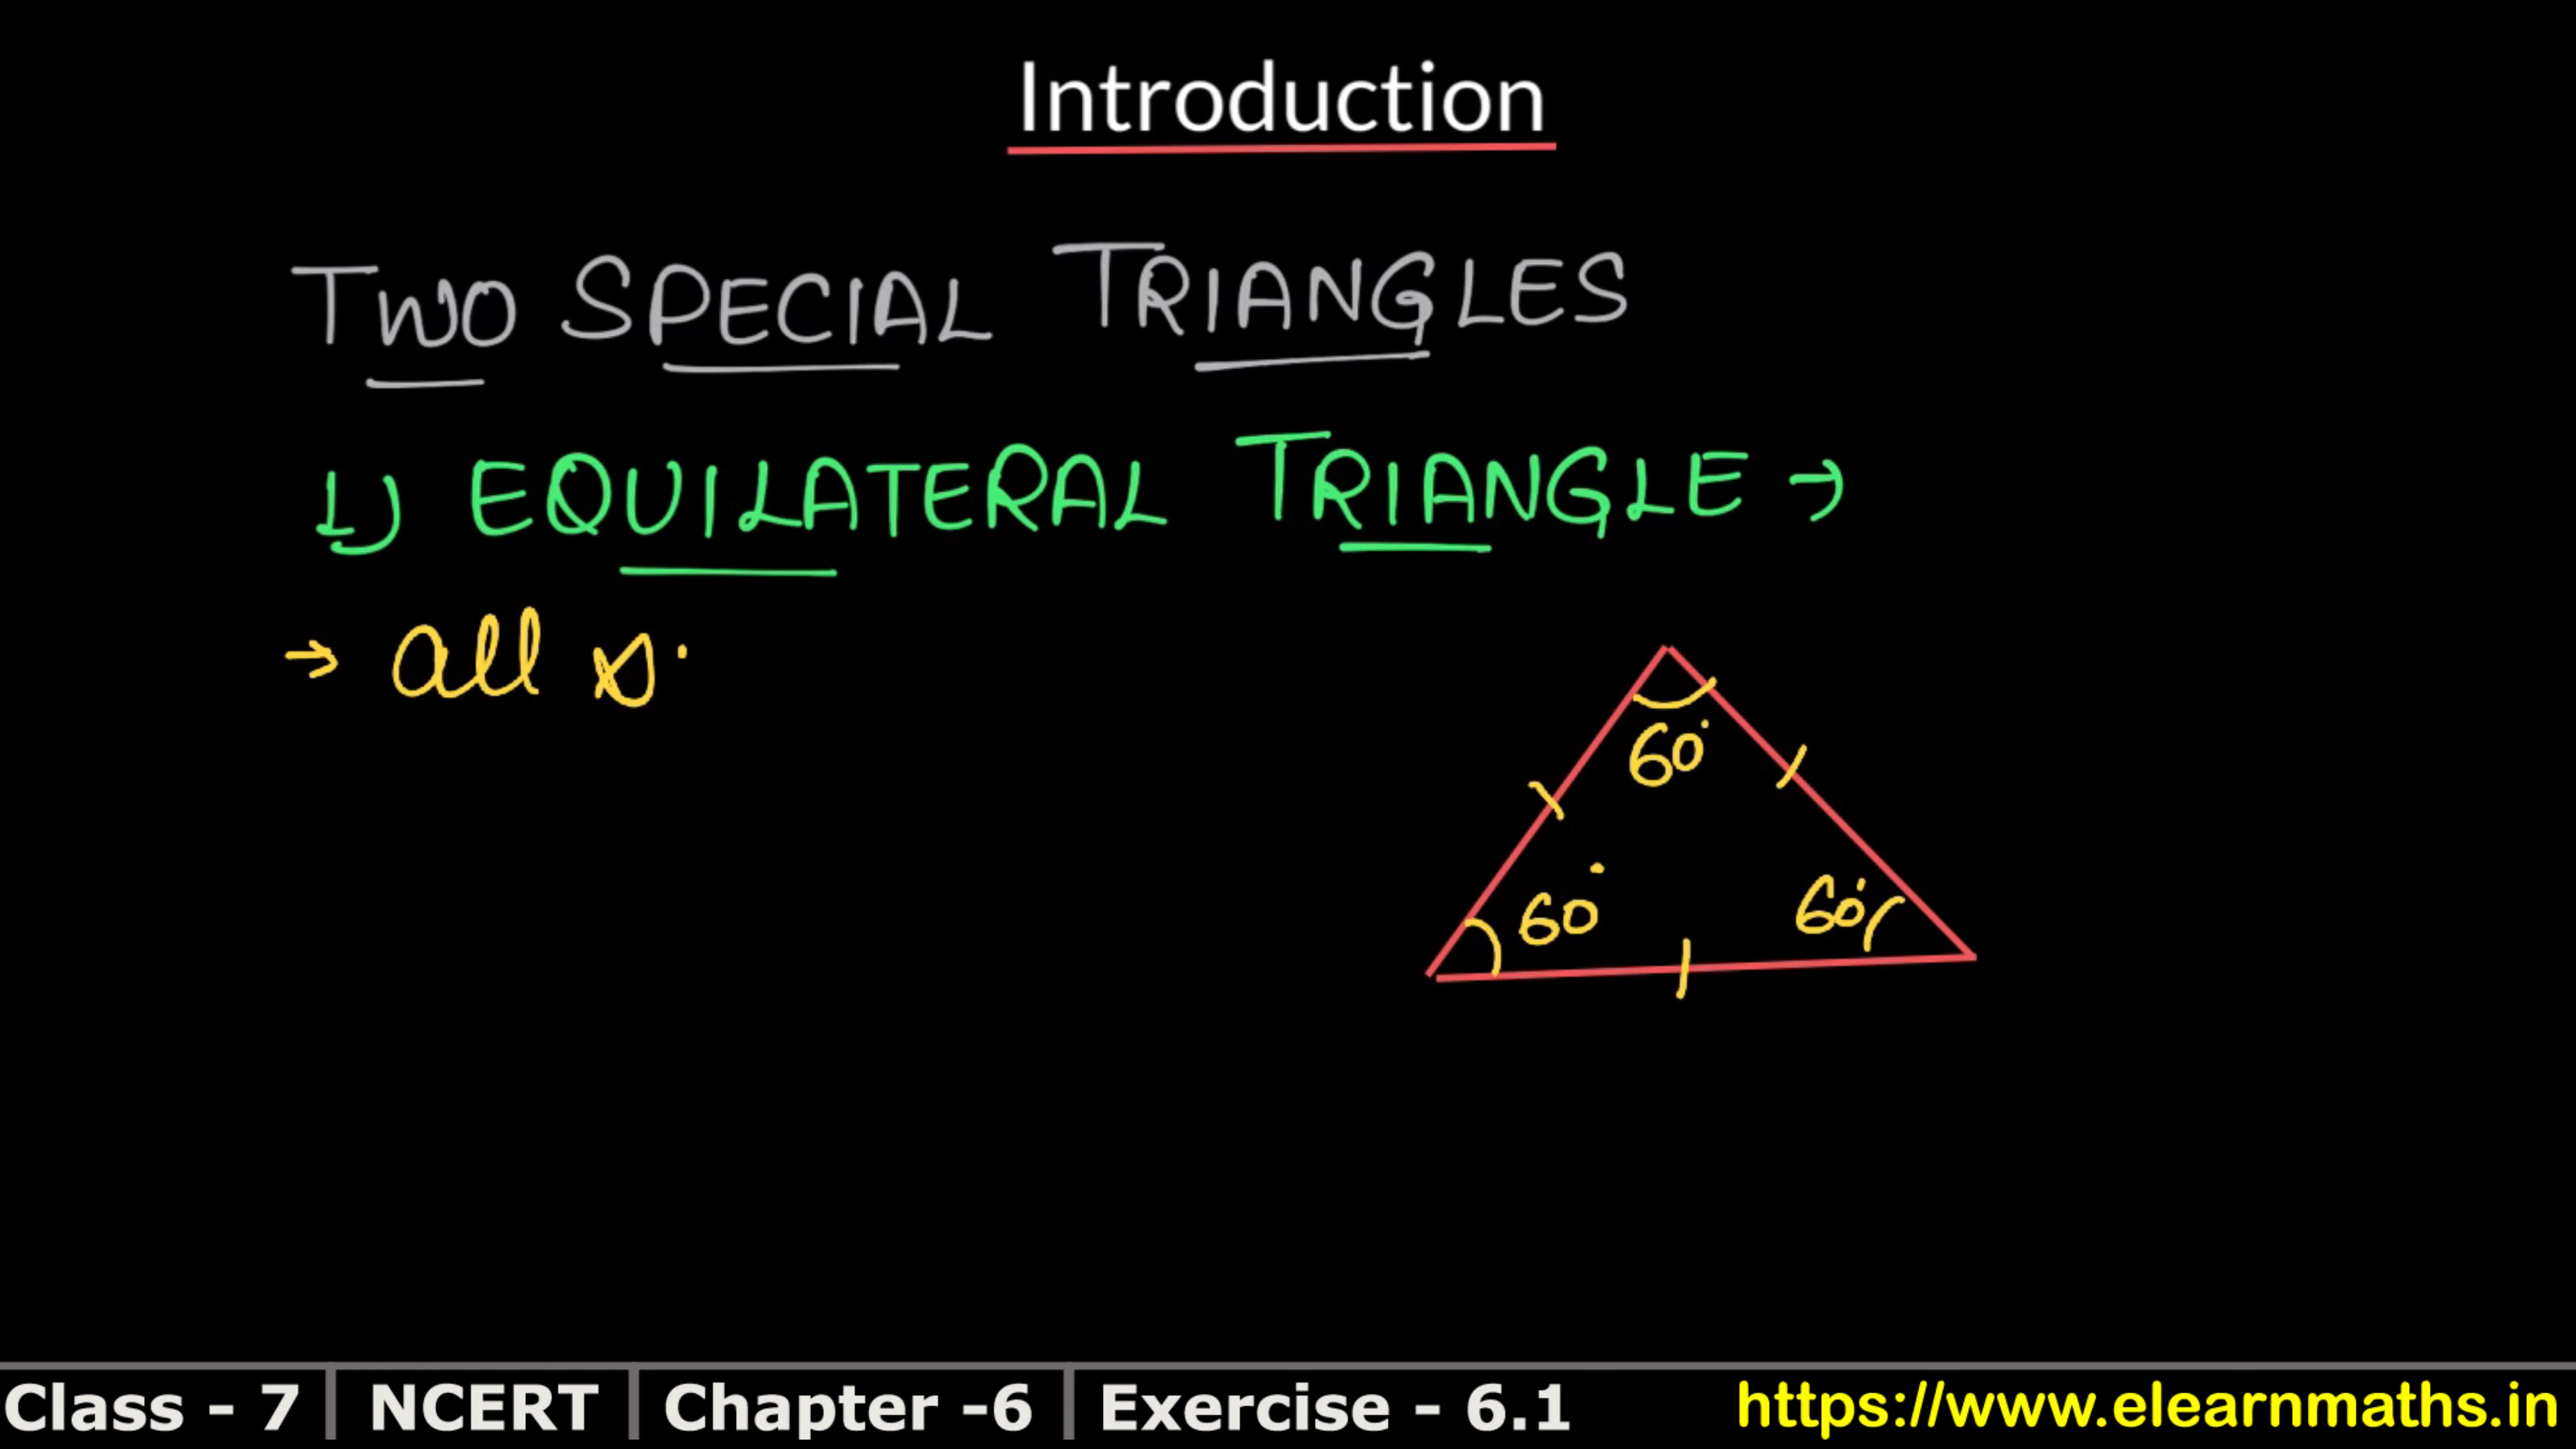 Introduction
TWO SPECIAL TRIANGLES
1) EQUILATERAL TRIANGLE →
→ all s.
60°
60°
60°
Class - 7 | NCERT | Chapter -6 | Exercise - 6.1
https://www.elearnmaths.in